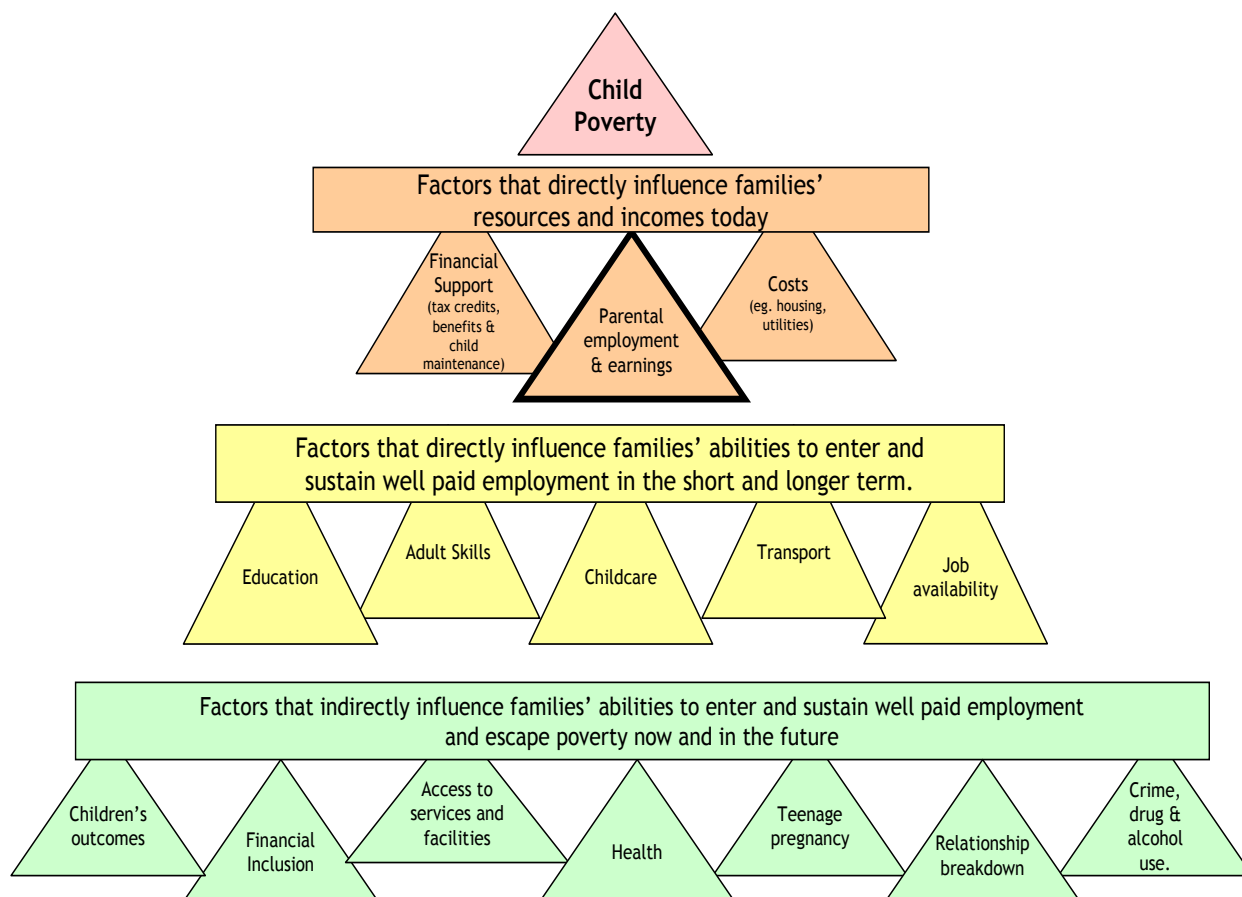 Child
Poverty
Factors that directly influence families’
resources and incomes today
Financial
Support
(tax credits,
benefits &
child
maintenance)
Parental
employment
& earnings
Costs
(eg. housing,
utilities)
Factors that directly influence families’ abilities to enter and
sustain well paid employment in the short and longer term.
Education
Adult Skills
Childcare
Transport
Job
availability
Factors that indirectly influence families’ abilities to enter and sustain well paid employment
and escape poverty now and in the future
Children’s
outcomes
Financial
Inclusion
Access to
services and
facilities
Health
Teenage
pregnancy
Relationship
breakdown
Crime,
drug &
alcohol
use.